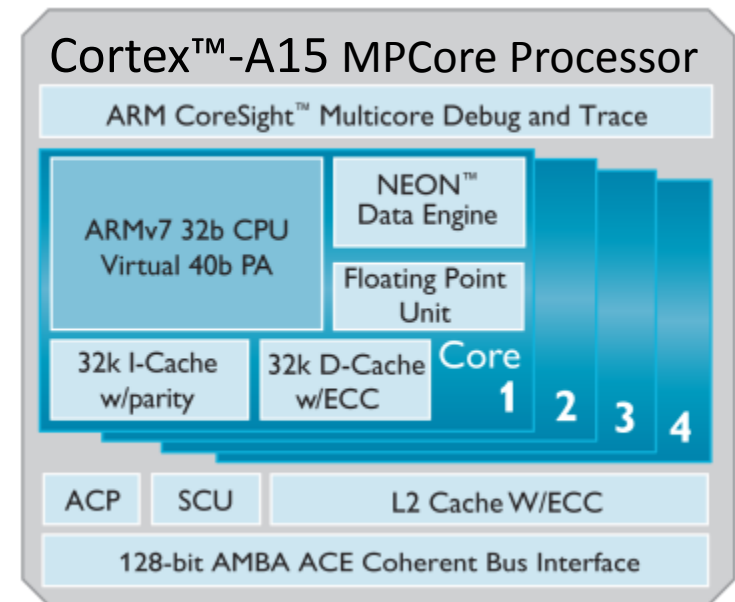 Cortex™-A15 MPCore Processor
ARM CoreSight™ Multicore Debug and Trace
ARMv7 32b CPU
Virtual 40b PA
NEON™
Data Engine
Floating Point
Unit
32k I-Cache
w/parity
32k D-Cache
w/ECC
Core
1
2
3
4
ACP
SCU
L2 Cache W/ECC
128-bit AMBA ACE Coherent Bus Interface